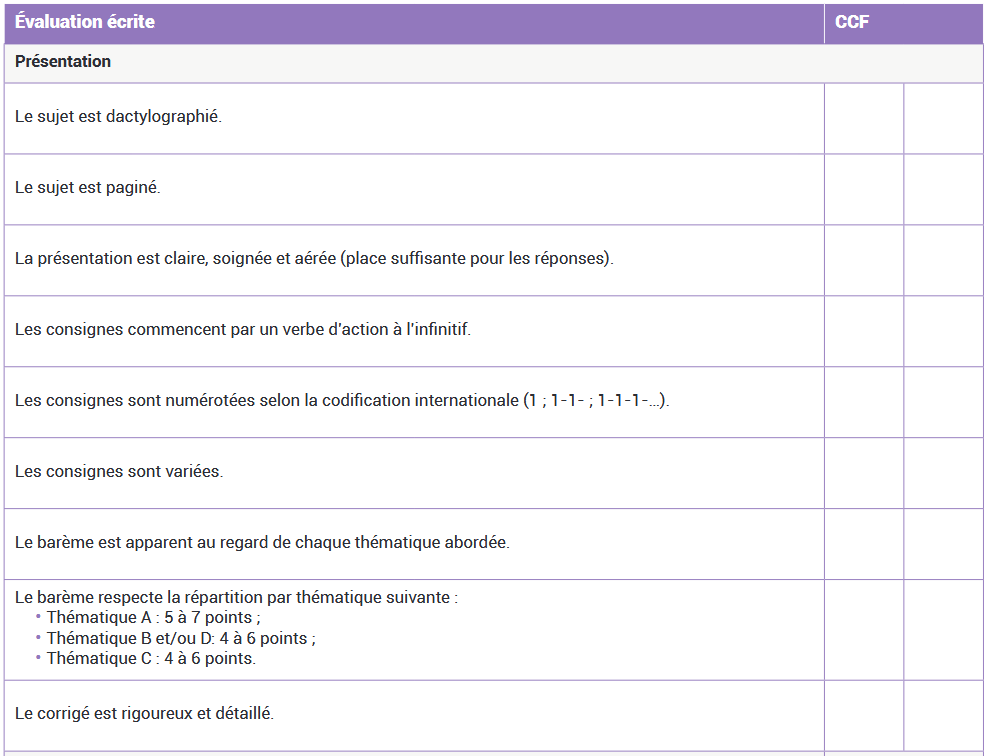 Évaluation écrite CCF
Présentation
Le sujet est dactylographié.
Le sujet est paginé.
La présentation est claire, soignée et aérée (place suffisante pour les réponses).
Les consignes commencent par un verbe d'action à l'infinitif.
Les consignes sont numérotées selon la codification internationale (1 ; 1-1- ; 1-1-1-…).
Les consignes sont variées.
Le barème est apparent au regard de chaque thématique abordée.
Le barème respecte la répartition par thématique suivante :
• Thématique A : 5 à 7 points ;
• Thématique B et/ou D: 4 à 6 points ;
• Thématique C : 4 à 6 points.
Le corrigé est rigoureux et détaillé.